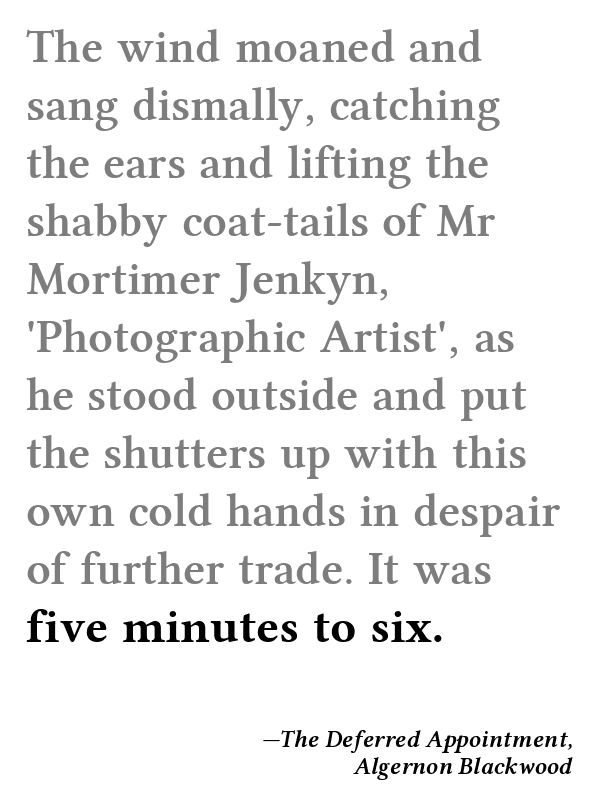 The wind moaned and
sang dismally, catching
the ears and lifting the
shabby coat-tails of Mr
Mortimer Jenkyn,
'Photographic Artist', as
he stood outside and put
the shutters up with this
own cold hands in despair
of further trade. It was
five minutes to six.
—The Deferred Appointment,
Algernon Blackwood